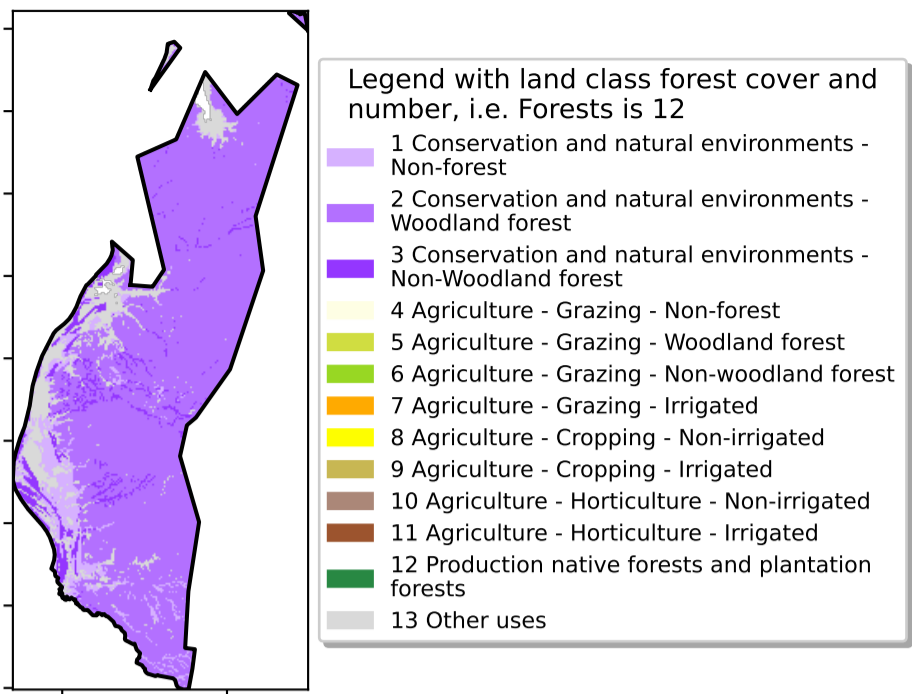 Legend with land class forest cover and
number, i.e. Forests is 12
1 Conservation and natural environments -
Non-forest
2 Conservation and natural environments -
Woodland forest
3 Conservation and natural environments -
Non-Woodland forest
4 Agriculture - Grazing - Non-forest
5 Agriculture - Grazing - Woodland forest
6 Agriculture - Grazing - Non-woodland forest
7 Agriculture - Grazing - Irrigated
8 Agriculture - Cropping - Non-irrigated
9 Agriculture - Cropping - Irrigated
10 Agriculture - Horticulture - Non-irrigated
11 Agriculture - Horticulture - Irrigated
12 Production native forests and plantation
forests
13 Other uses